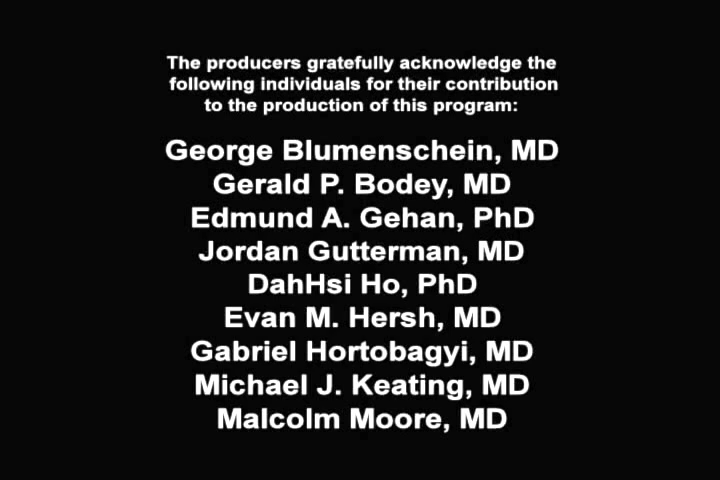 The producers gratefully acknowledge the
following individuals for their contribution
to the production of this program:
George Blumenschein, MD
Gerald P. Bodey, MD
Edmund A. Gehan, PhD
Jordan Gutterman, MD
DahHsi Ho, PhD
Evan M. Hersh, MD
Gabriel Hortobagyi, MD
Michael J. Keating, MD
Malcolm Moore, MD